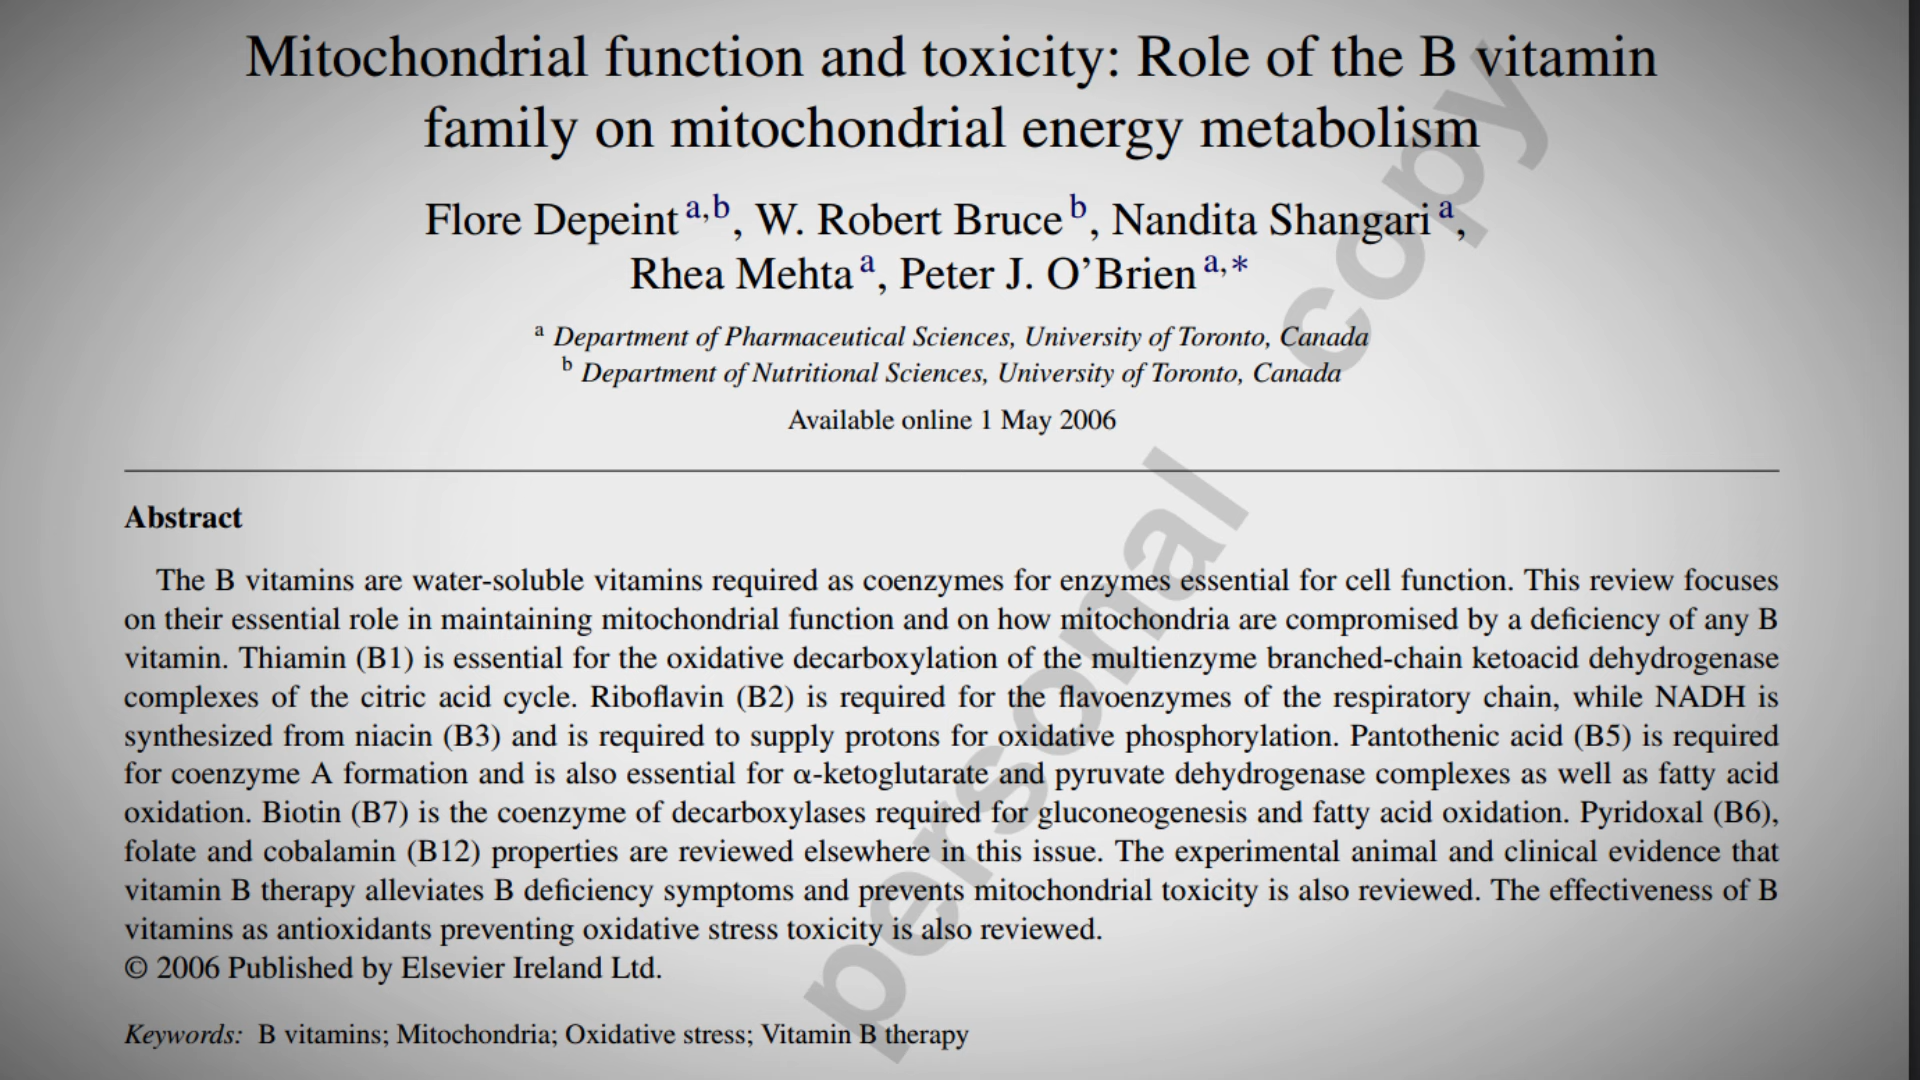 Mitochondrial function and toxicity: Role of the B vitamin
family on mitochondrial energy metabolism
Flore Depeint a,b, W. Robert Bruce b, Nandita Shangari a,
Rhea Mehta a, Peter J. O’Brien a,*
a Department of Pharmaceutical Sciences, University of Toronto, Canada
b Department of Nutritional Sciences, University of Toronto, Canada
Available online 1 May 2006
Abstract
The B vitamins are water-soluble vitamins required as coenzymes for enzymes essential for cell function. This review focuses
on their essential role in maintaining mitochondrial function and on how mitochondria are compromised by a deficiency of any B
vitamin. Thiamin (B1) is essential for the oxidative decarboxylation of the multienzyme branched-chain ketoacid dehydrogenase
complexes of the citric acid cycle. Riboflavin (B2) is required for the flavoenzymes of the respiratory chain, while NADH is
synthesized from niacin (B3) and is required to supply protons for oxidative phosphorylation. Pantothenic acid (B5) is required
for coenzyme A formation and is also essential for α-ketoglutarate and pyruvate dehydrogenase complexes as well as fatty acid
oxidation. Biotin (B7) is the coenzyme of decarboxylases required for gluconeogenesis and fatty acid oxidation. Pyridoxal (B6),
folate and cobalamin (B12) properties are reviewed elsewhere in this issue. The experimental animal and clinical evidence that
vitamin B therapy alleviates B deficiency symptoms and prevents mitochondrial toxicity is also reviewed. The effectiveness of B
vitamins as antioxidants preventing oxidative stress toxicity is also reviewed.
© 2006 Published by Elsevier Ireland Ltd.
Keywords: B vitamins; Mitochondria; Oxidative stress; Vitamin B therapy
personal copy